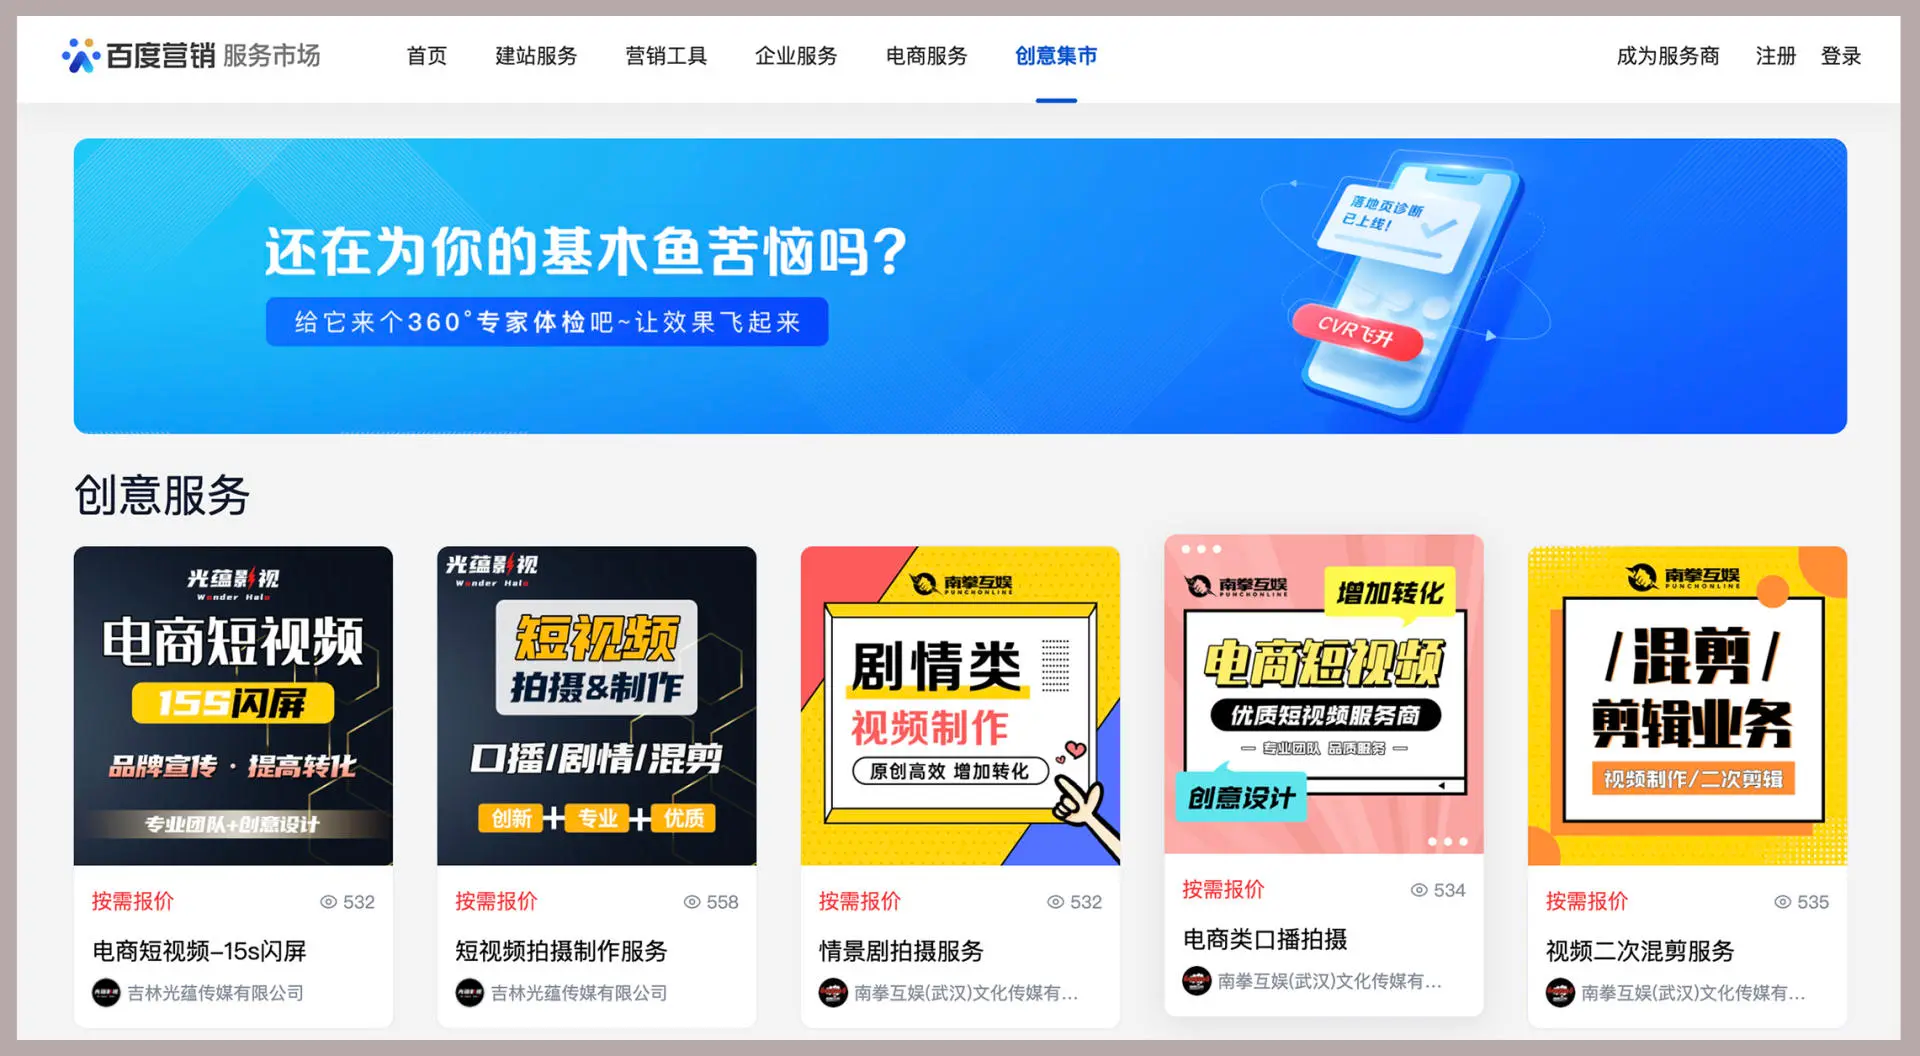 百度营销 服务市场
首页 建站服务 营销工具 企业服务 电商服务 创意集市
成为服务商 注册 登录
还在为你的基木鱼苦恼吗?
给它来个360°专家体检吧~让效果飞起来
落地页诊断
已上线!
CVR飞升
创意服务
光蕴影视
Wonder Halo
电商短视频
15S闪屏
品牌宣传·提高转化
专业团队+创意设计
按需报价 532
电商短视频-15s闪屏
吉林光蕴传媒有限公司
光蕴影视
Wonder Halo
短视频
拍摄&制作
口播/剧情/混剪
创新+专业+优质
按需报价 558
短视频拍摄制作服务
吉林光蕴传媒有限公司
南拳互娱
PUNCHONLINE
剧情类
视频制作
原创高效 增加转化
按需报价 532
情景剧拍摄服务
南拳互娱(武汉)文化传媒有...
南拳互娱
PUNCHONLINE
增加转化
电商短视频
优质短视频服务商
专业团队 品质服务
创意设计
按需报价 534
电商类口播拍摄
南拳互娱(武汉)文化传媒有...
南拳互娱
PUNCHONLINE
/混剪/
剪辑业务
视频制作/二次剪辑
按需报价 535
视频二次混剪服务
南拳互娱(武汉)文化传媒有...